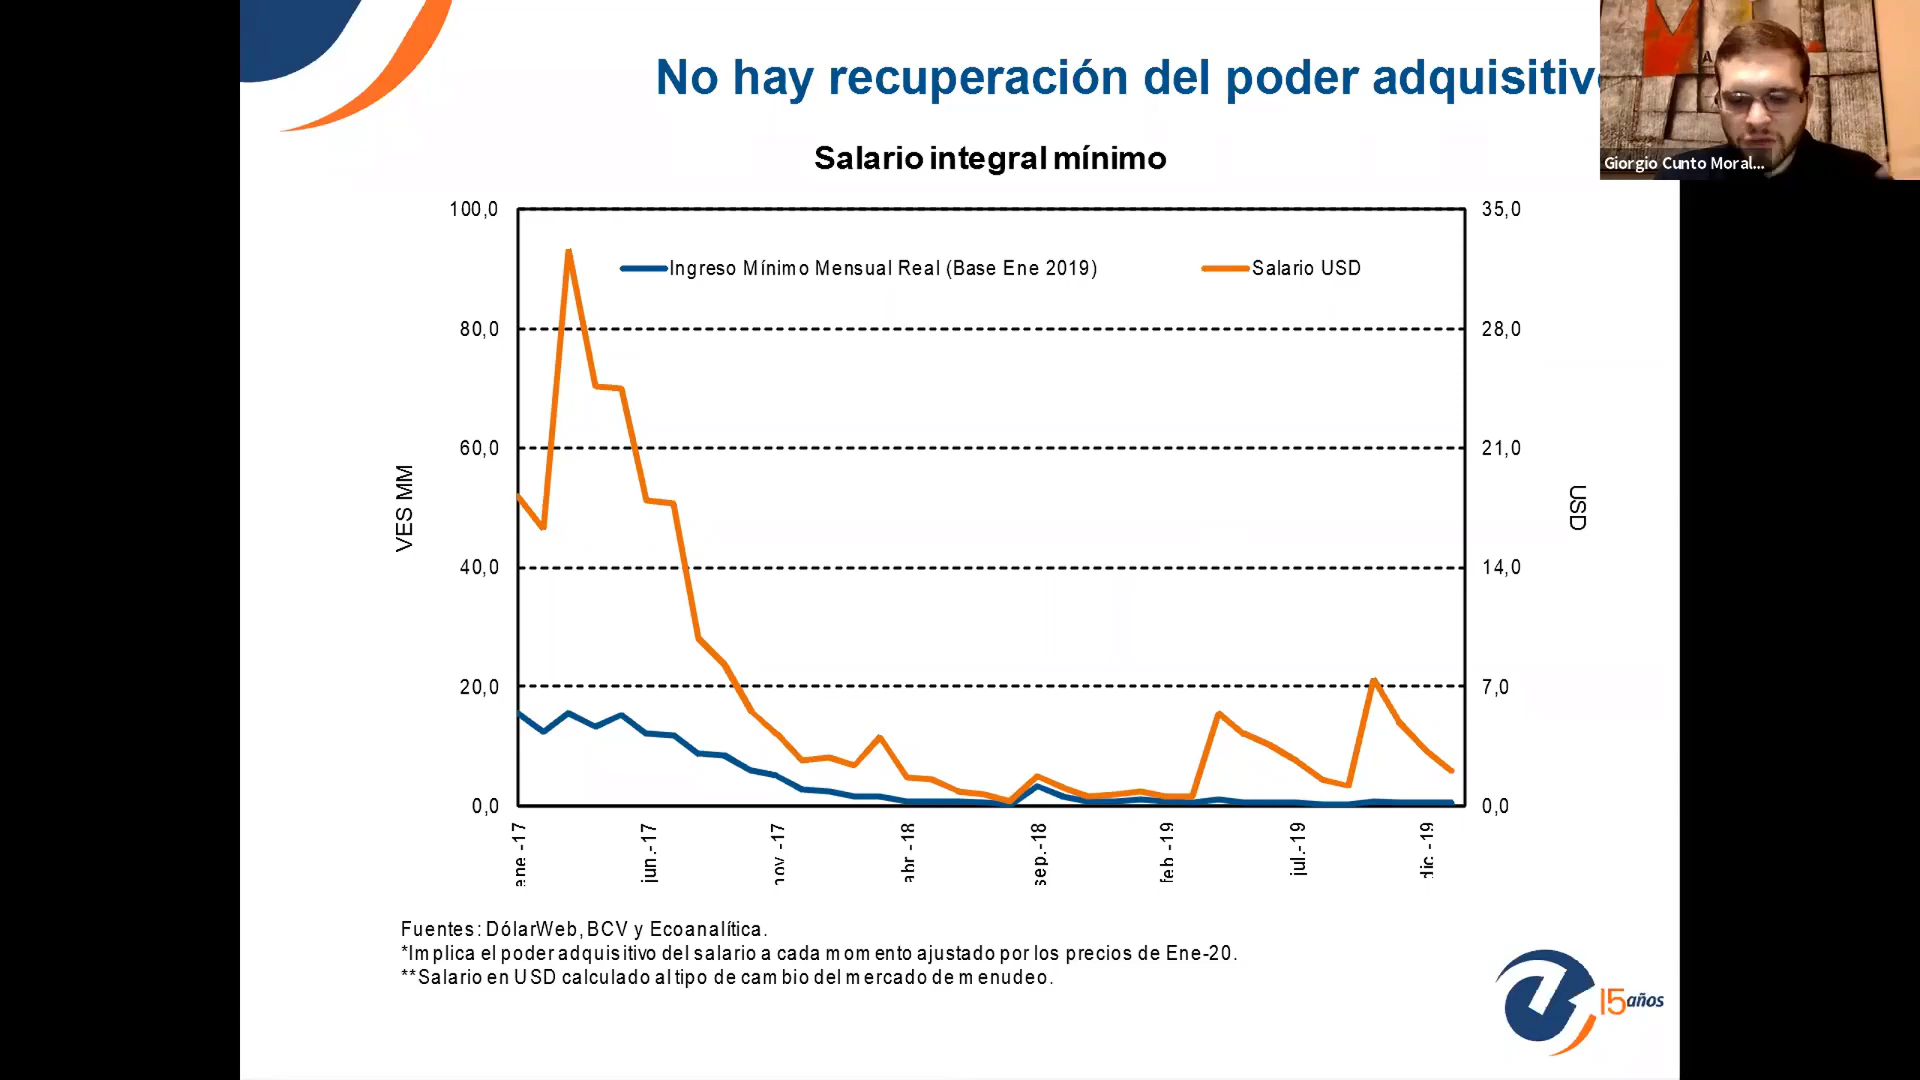 No hay recuperación del poder adquisitiv
Giorgio Cunto Moral...
Salario integral mínimo
100,0
35,0
Ingreso Mínimo Mensual Real (Base Ene 2019)
Salario USD
80,0
28,0
60,0
21,0
VES MM
USD
40,0
14,0
20,0
7,0
0,0
0,0
ene.-17
jun.-17
nov.-17
abr.-18
sep.-18
feb.-19
jul.-19
dic.-19
Fuentes: DólarWeb, BCV y Ecoanalítica.
*Implica el poder adquisitivo del salario a cada momento ajustado por los precios de Ene-20.
**Salario en USD calculado al tipo de cambio del mercado de menudeo.
15años